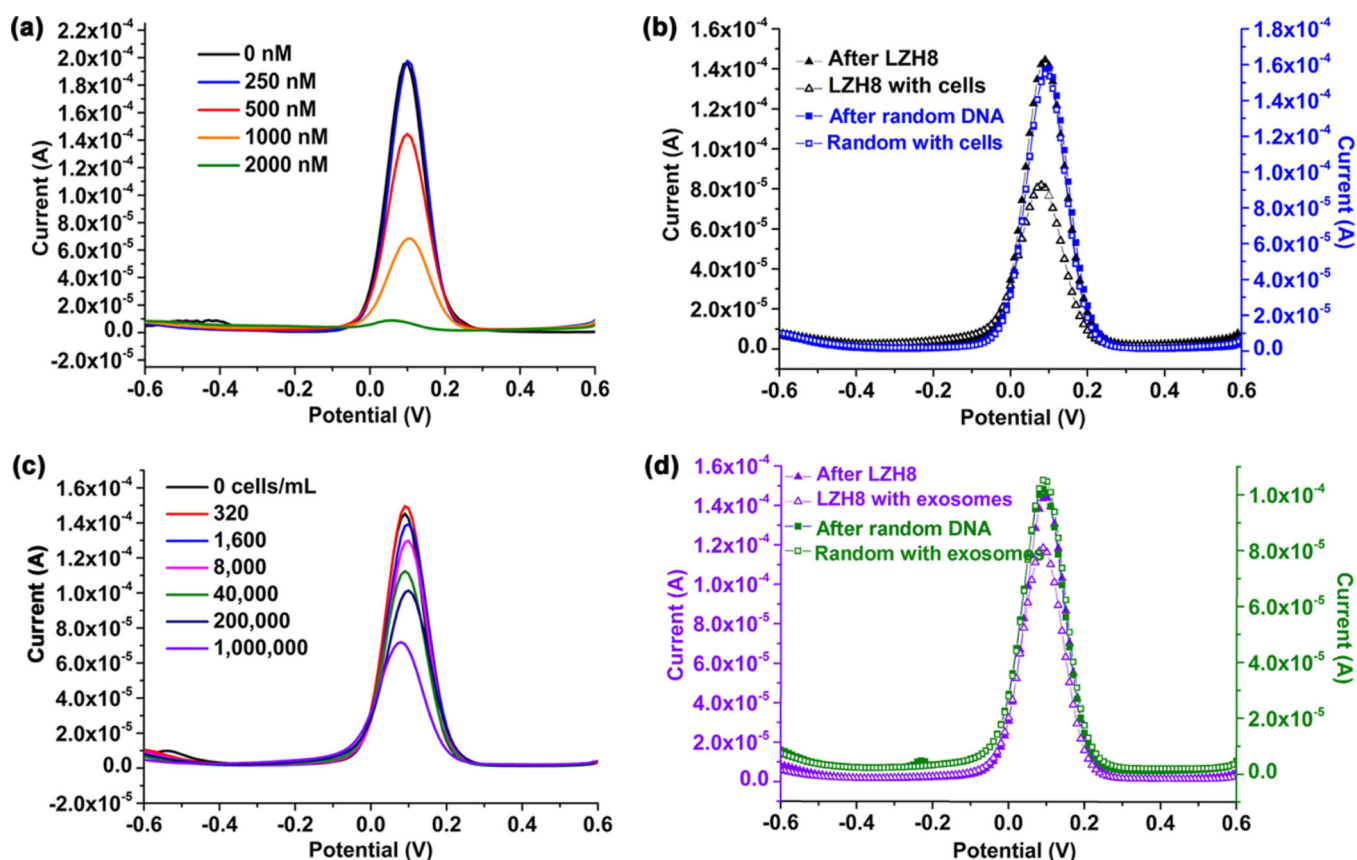 (a)
2.2x10⁻⁴
2.0x10⁻⁴
1.8x10⁻⁴
1.6x10⁻⁴
1.4x10⁻⁴
1.2x10⁻⁴
1.0x10⁻⁴
8.0x10⁻⁵
6.0x10⁻⁵
4.0x10⁻⁵
2.0x10⁻⁵
0.0
-2.0x10⁻⁵
Current (A)
0 nM
250 nM
500 nM
1000 nM
2000 nM
-0.6 -0.4 -0.2 0.0 0.2 0.4 0.6
Potential (V)
(b)
1.6x10⁻⁴
1.4x10⁻⁴
1.2x10⁻⁴
1.0x10⁻⁴
8.0x10⁻⁵
6.0x10⁻⁵
4.0x10⁻⁵
2.0x10⁻⁵
0.0
Current (A)
After LZH8
LZH8 with cells
After random DNA
Random with cells
1.8x10⁻⁴
1.6x10⁻⁴
1.4x10⁻⁴
1.2x10⁻⁴
1.0x10⁻⁴
8.0x10⁻⁵
6.0x10⁻⁵
4.0x10⁻⁵
2.0x10⁻⁵
0.0
Current (A)
-0.6 -0.4 -0.2 0.0 0.2 0.4 0.6
Potential (V)
(c)
1.6x10⁻⁴
1.4x10⁻⁴
1.2x10⁻⁴
1.0x10⁻⁴
8.0x10⁻⁵
6.0x10⁻⁵
4.0x10⁻⁵
2.0x10⁻⁵
0.0
-2.0x10⁻⁵
Current (A)
0 cells/mL
320
1,600
8,000
40,000
200,000
1,000,000
-0.6 -0.4 -0.2 0.0 0.2 0.4 0.6
Potential (V)
(d)
1.6x10⁻⁴
1.4x10⁻⁴
1.2x10⁻⁴
1.0x10⁻⁴
8.0x10⁻⁵
6.0x10⁻⁵
4.0x10⁻⁵
2.0x10⁻⁵
0.0
Current (A)
After LZH8
LZH8 with exosomes
After random DNA
Random with exosomes
1.0x10⁻⁴
8.0x10⁻⁵
6.0x10⁻⁵
4.0x10⁻⁵
2.0x10⁻⁵
0.0
Current (A)
-0.6 -0.4 -0.2 0.0 0.2 0.4 0.6
Potential (V)